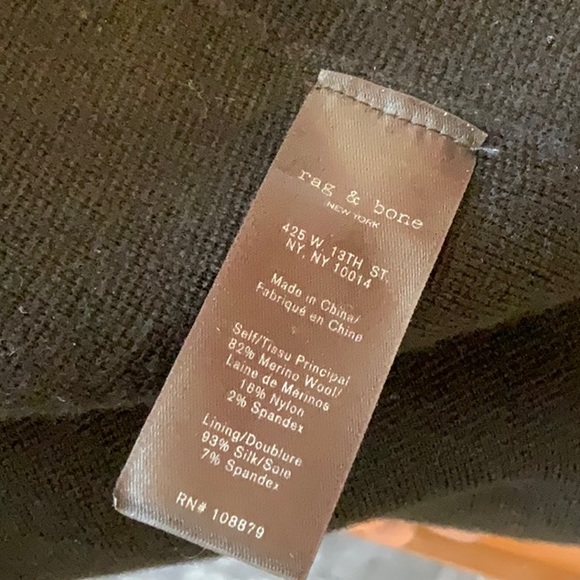 rag & bone
NEW YORK
425 W. 13TH ST.
NY, NY 10014
Made in China/
Fabriqué en Chine
Self/Tissu Principal
82% Merino Wool/
Laine de Mérinos
16% Nylon
2% Spandex
Lining/Doublure
93% Silk/Soie
7% Spandex
RN# 108879